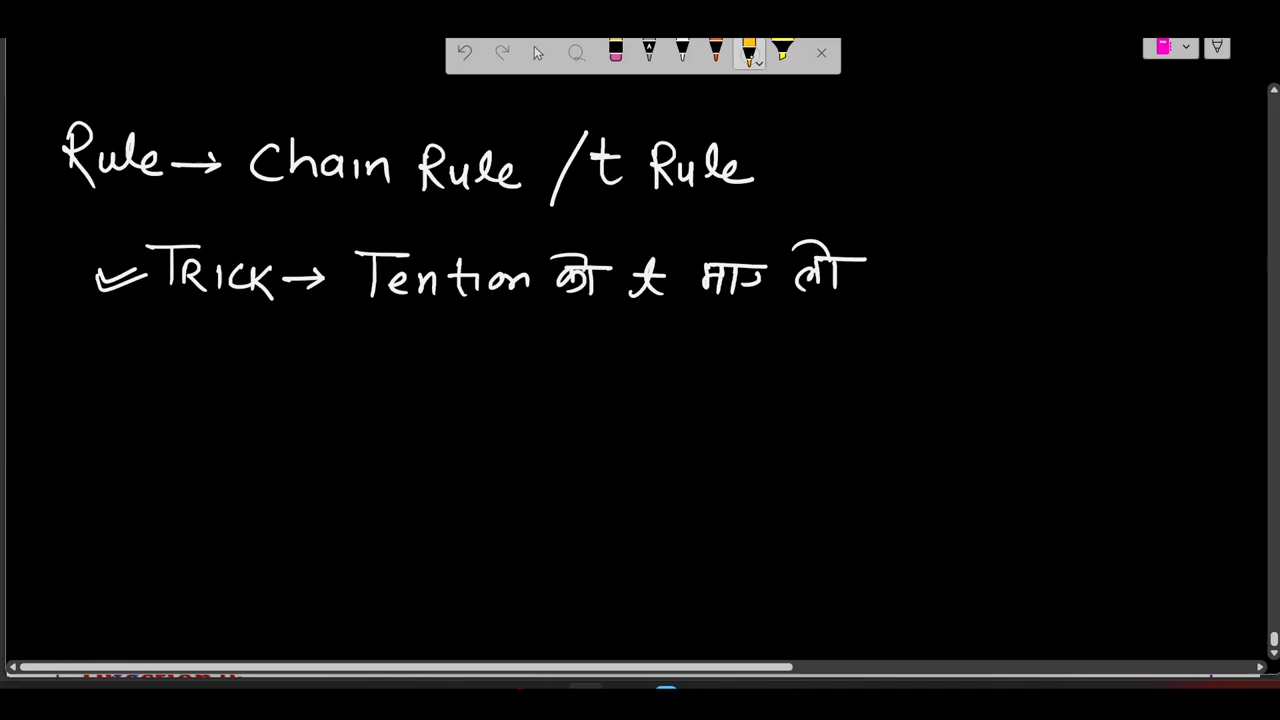 Rule → Chain Rule / t Rule
TRICK → Tention को t मान लो